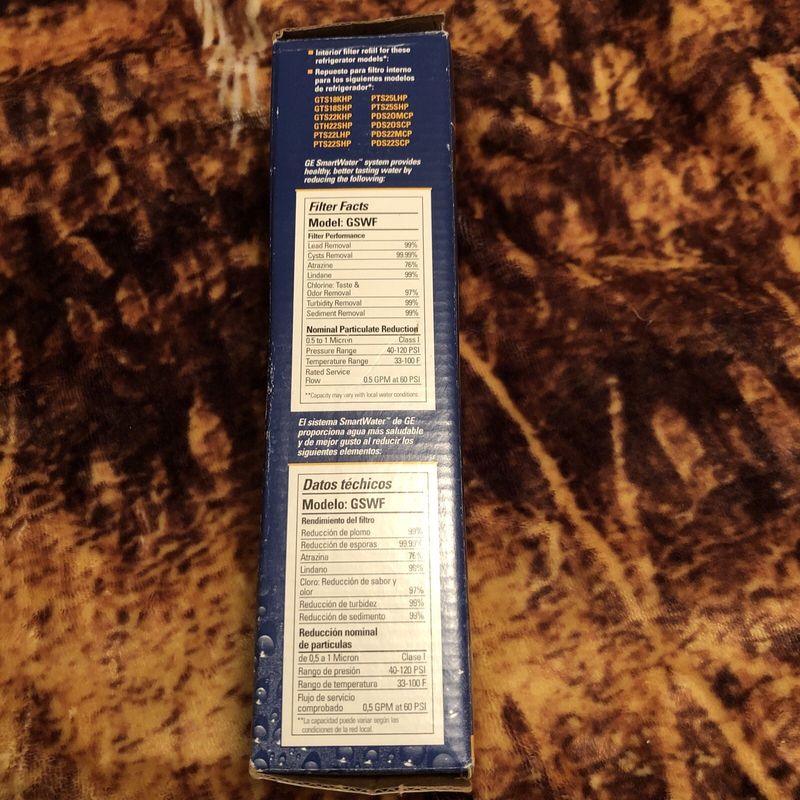 ■ Interior filter refill for these
refrigerator models*:
■ Repuesto para filtro interno
para los siguientes modelos
de refrigerador*:
GTS18KHP PTS25LHP
GTS18SHP PTS25SHP
GTS22KHP PDS20MCP
GTH22SHP PDS20SCP
PTS22LHP PDS22MCP
PTS22SHP PDS22SCP
GE SmartWater™ system provides
healthy, better tasting water by
reducing the following:
Filter Facts
Model: GSWF
Filter Performance
Lead Removal 99%
Cysts Removal 99.99%
Atrazine 76%
Lindane 99%
Chlorine: Taste &
Odor Removal 97%
Turbidity Removal 99%
Sediment Removal 99%
Nominal Particulate Reduction
0.5 to 1 Micron Class I
Pressure Range 40-120 PSI
Temperature Range 33-100 F
Rated Service
Flow 0.5 GPM at 60 PSI
**Capacity may vary with local water conditions.
El sistema SmartWater™ de GE
proporciona agua más saludable
y de mejor gusto al reducir los
siguientes elementos:
Datos téchicos
Modelo: GSWF
Rendimiento del filtro
Reducción de plomo 99%
Reducción de esporas 99.99%
Atrazina 76%
Lindano 99%
Cloro: Reducción de sabor y
olor 97%
Reducción de turbidez 99%
Reducción de sedimento 99%
Reducción nominal
de particulas
de 0,5 a 1 Micron Clase I
Rango de presión 40-120 PSI
Rango de temperatura 33-100 F
Flujo de servicio
comprobado 0,5 GPM at 60 PSI
**La capacidad puede variar según las
condiciones de la red local.